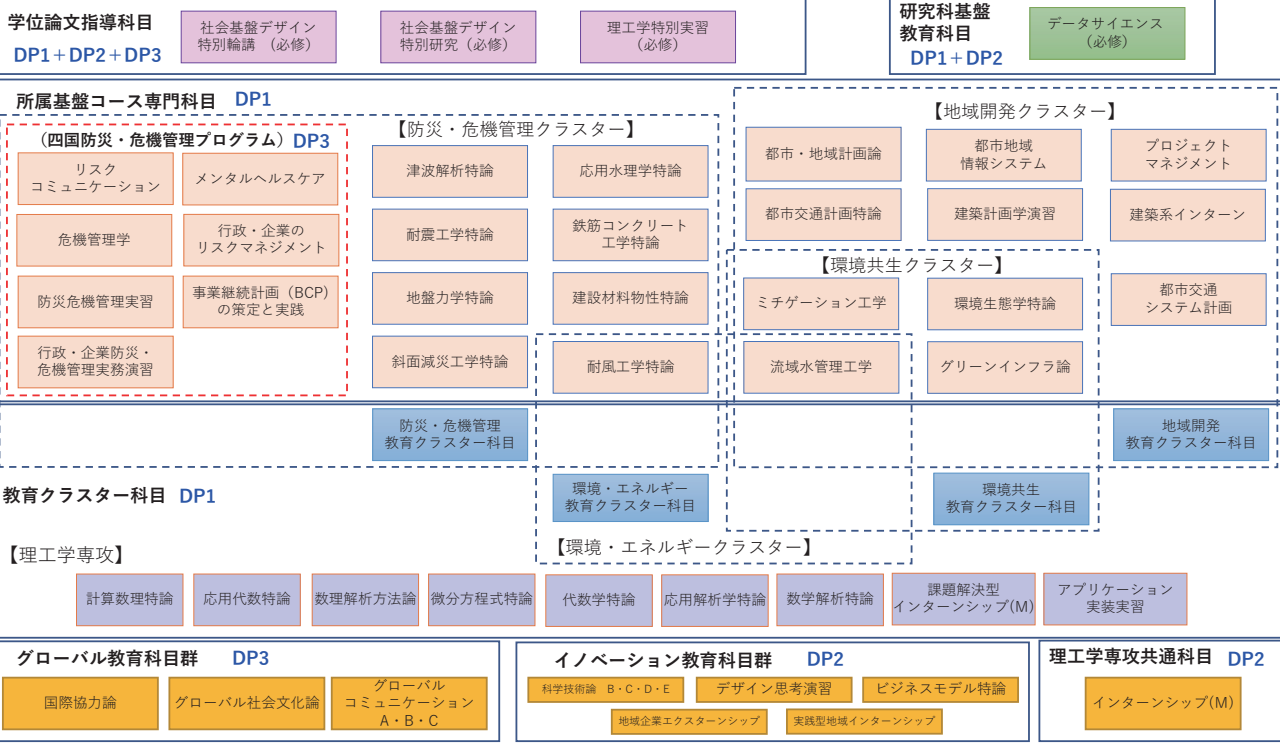 学位論文指導科目
DP1＋DP2＋DP3
社会基盤デザイン
特別輪講 （必修）
社会基盤デザイン
特別研究（必修）
理工学特別実習
（必修）
研究科基盤
教育科目
DP1＋DP2
データサイエンス
（必修）
所属基盤コース専門科目 DP1
（四国防災・危機管理プログラム）DP3
リスク
コミュニケーション
メンタルヘルスケア
危機管理学
行政・企業の
リスクマネジメント
防災危機管理実習
事業継続計画（BCP）
の策定と実践
行政・企業防災・
危機管理実務演習
【防災・危機管理クラスター】
津波解析特論
応用水理学特論
耐震工学特論
鉄筋コンクリート
工学特論
地盤力学特論
建設材料物性特論
斜面減災工学特論
耐風工学特論
【地域開発クラスター】
都市・地域計画論
都市地域
情報システム
プロジェクト
マネジメント
都市交通計画特論
建築計画学演習
建築系インターン
【環境共生クラスター】
ミチゲーション工学
環境生態学特論
都市交通
システム計画
流域水管理工学
グリーンインフラ論
防災・危機管理
教育クラスター科目
地域開発
教育クラスター科目
教育クラスター科目 DP1
環境・エネルギー
教育クラスター科目
環境共生
教育クラスター科目
【環境・エネルギークラスター】
【理工学専攻】
計算数理特論
応用代数特論
数理解析方法論
微分方程式特論
代数学特論
応用解析学特論
数学解析特論
課題解決型
インターンシップ(M)
アプリケーション
実装実習
グローバル教育科目群 DP3
国際協力論
グローバル社会文化論
グローバル
コミュニケーション
A・B・C
イノベーション教育科目群 DP2
科学技術論 B・C・D・E
デザイン思考演習
ビジネスモデル特論
地域企業エクスターンシップ
実践型地域インターンシップ
理工学専攻共通科目 DP2
インターンシップ(M)